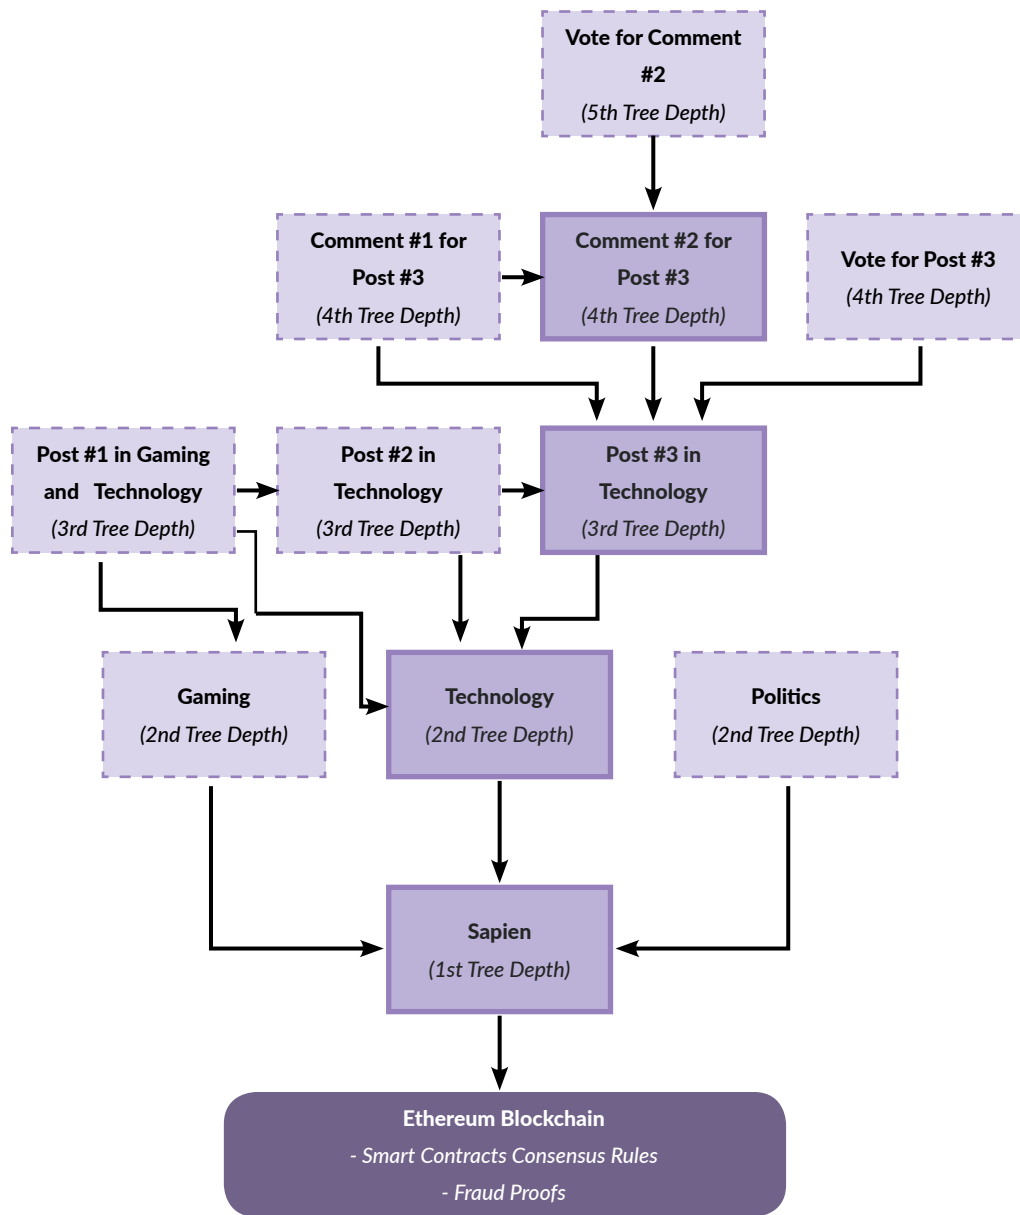 Vote for Comment
#2
(5th Tree Depth)
Comment #1 for
Post #3
(4th Tree Depth)
Comment #2 for
Post #3
(4th Tree Depth)
Vote for Post #3
(4th Tree Depth)
Post #1 in Gaming
and Technology
(3rd Tree Depth)
Post #2 in
Technology
(3rd Tree Depth)
Post #3 in
Technology
(3rd Tree Depth)
Gaming
(2nd Tree Depth)
Technology
(2nd Tree Depth)
Politics
(2nd Tree Depth)
Sapien
(1st Tree Depth)
Ethereum Blockchain
- Smart Contracts Consensus Rules
- Fraud Proofs